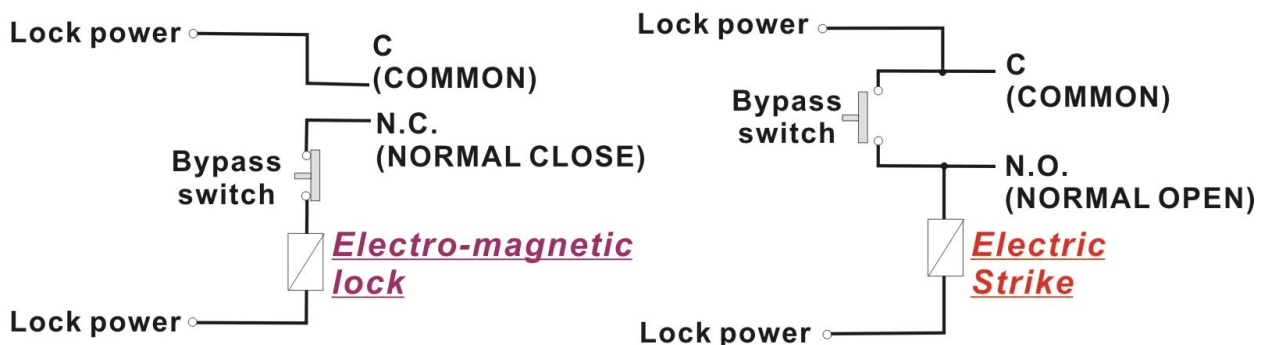 Lock power
C
(COMMON)
N.C.
(NORMAL CLOSE)
Bypass
switch
Electro-magnetic
lock
Lock power
Lock power
C
(COMMON)
Bypass
switch
N.O.
(NORMAL OPEN)
Electric
Strike
Lock power